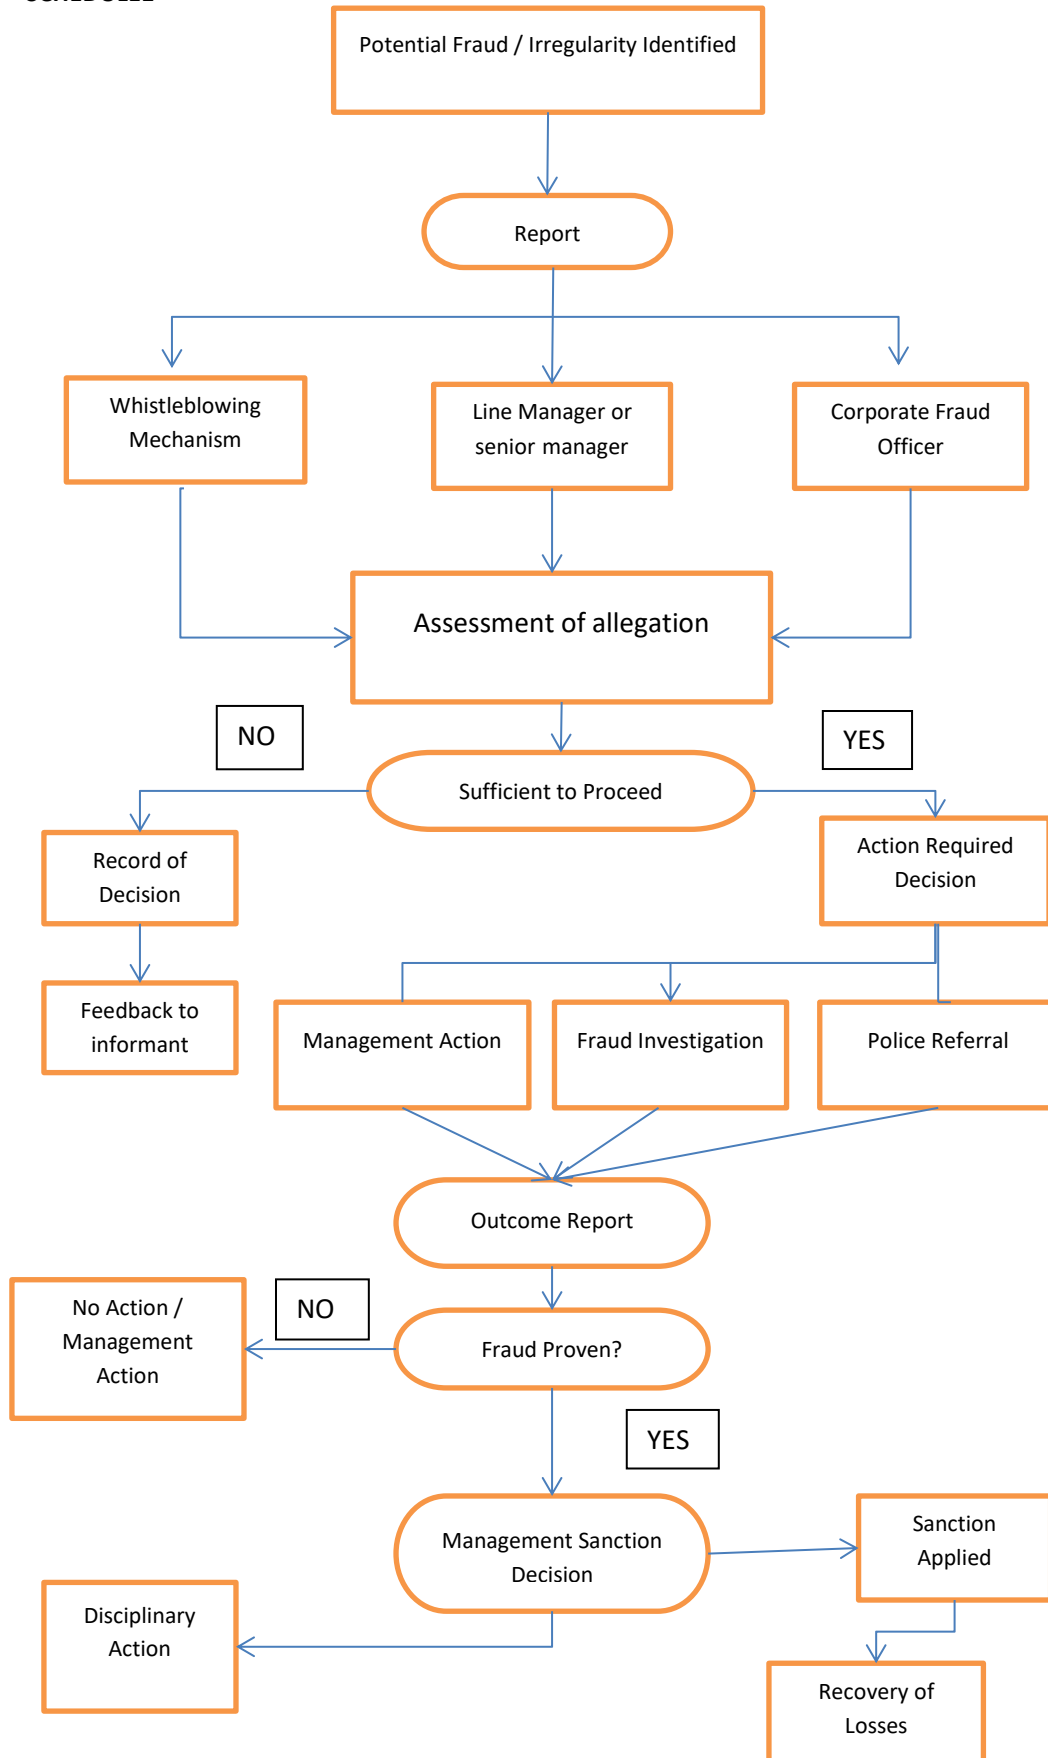 Potential Fraud / Irregularity Identified
Report
Whistleblowing
Mechanism
Line Manager or
senior manager
Corporate Fraud
Officer
Assessment of allegation
NO
YES
Sufficient to Proceed
Record of
Decision
Action Required
Decision
Feedback to
informant
Management Action
Fraud Investigation
Police Referral
Outcome Report
No Action /
Management
Action
NO
Fraud Proven?
YES
Management Sanction
Decision
Sanction
Applied
Disciplinary
Action
Recovery of
Losses